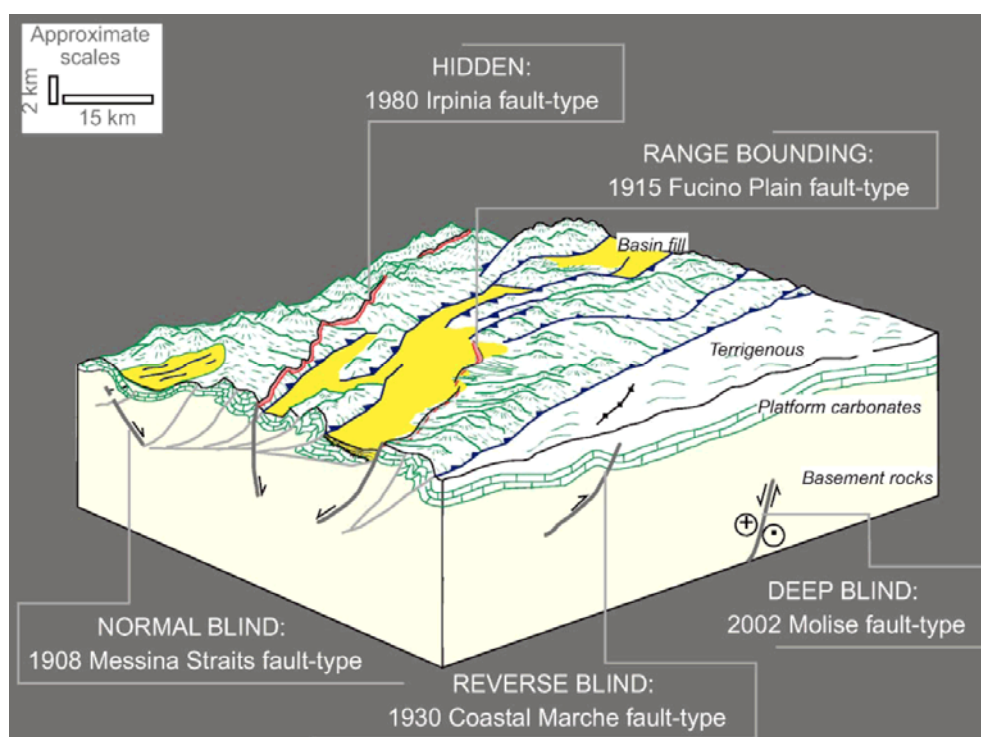 Approximate
scales
2 km
15 km
HIDDEN:
1980 Irpinia fault-type
RANGE BOUNDING:
1915 Fucino Plain fault-type
Basin fill
Terrigenous
Platform carbonates
Basement rocks
DEEP BLIND:
2002 Molise fault-type
NORMAL BLIND:
1908 Messina Straits fault-type
REVERSE BLIND:
1930 Coastal Marche fault-type